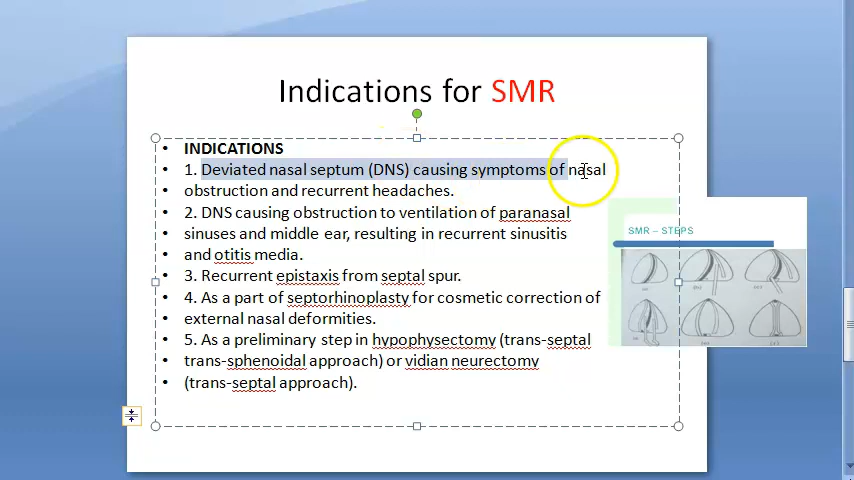 Indications for SMR
• INDICATIONS
• 1. Deviated nasal septum (DNS) causing symptoms of nasal
• obstruction and recurrent headaches.
• 2. DNS causing obstruction to ventilation of paranasal
• sinuses and middle ear, resulting in recurrent sinusitis
• and otitis media.
• 3. Recurrent epistaxis from septal spur.
• 4. As a part of septorhinoplasty for cosmetic correction of
• external nasal deformities.
• 5. As a preliminary step in hypophysectomy (trans-septal
• trans-sphenoidal approach) or vidian neurectomy
• (trans-septal approach).
SMR – STEPS